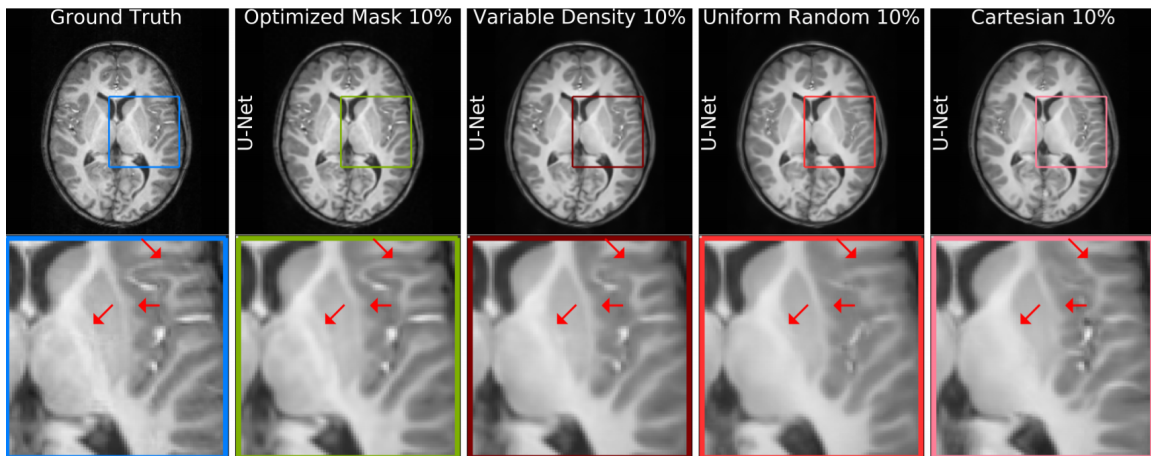 Ground Truth
Optimized Mask 10%
Variable Density 10%
Uniform Random 10%
Cartesian 10%
U-Net
U-Net
U-Net
U-Net